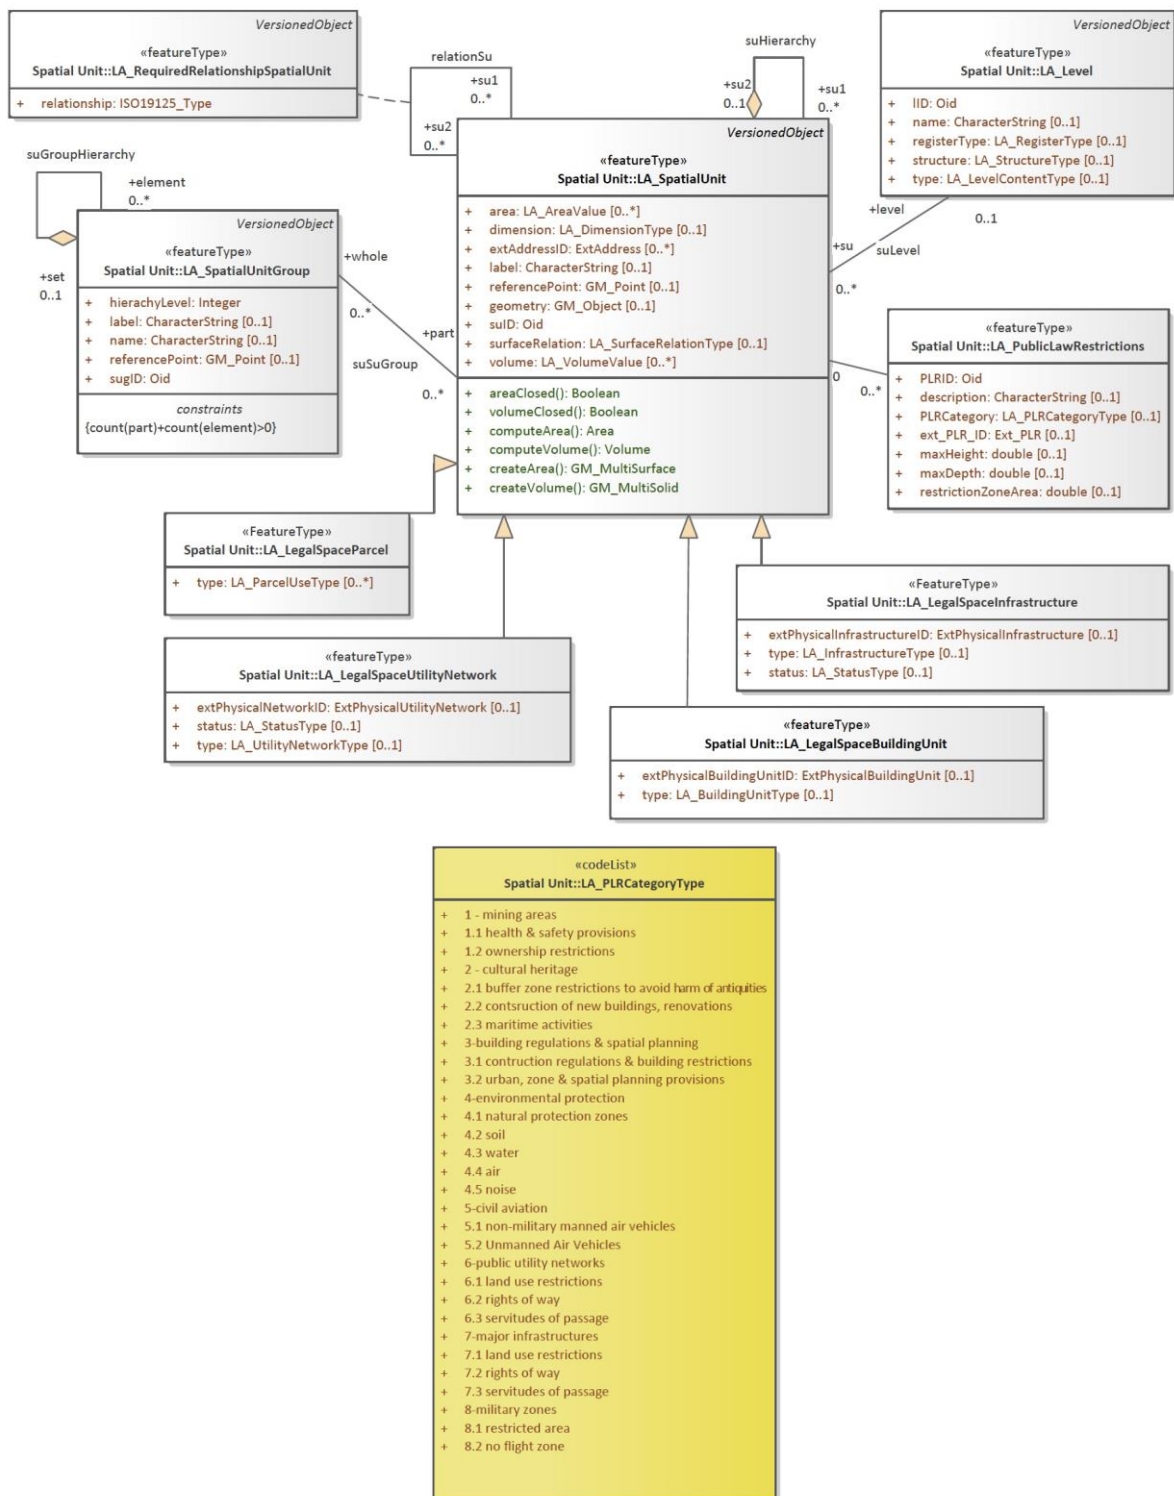 VersionedObject
«featureType»
Spatial Unit::LA_RequiredRelationshipSpatialUnit
+ relationship: ISO19125_Type
relationSu
+su1
0..*
+su2
0..*
suHierarchy
+su2
0..1
+su1
0..*
VersionedObject
«featureType»
Spatial Unit::LA_Level
+ lID: Oid
+ name: CharacterString [0..1]
+ registerType: LA_RegisterType [0..1]
+ structure: LA_StructureType [0..1]
+ type: LA_LevelContentType [0..1]
suGroupHierarchy
+element
0..*
+set
0..1
VersionedObject
«featureType»
Spatial Unit::LA_SpatialUnitGroup
+ hierachyLevel: Integer
+ label: CharacterString [0..1]
+ name: CharacterString [0..1]
+ referencePoint: GM_Point [0..1]
+ sugID: Oid
constraints
{count(part)+count(element)>0}
+whole
0..*
+part
suSuGroup
0..*
VersionedObject
«featureType»
Spatial Unit::LA_SpatialUnit
+ area: LA_AreaValue [0..*]
+ dimension: LA_DimensionType [0..1]
+ extAddressID: ExtAddress [0..*]
+ label: CharacterString [0..1]
+ referencePoint: GM_Point [0..1]
+ geometry: GM_Object [0..1]
+ suID: Oid
+ surfaceRelation: LA_SurfaceRelationType [0..1]
+ volume: LA_VolumeValue [0..*]
+ areaClosed(): Boolean
+ volumeClosed(): Boolean
+ computeArea(): Area
+ computeVolume(): Volume
+ createArea(): GM_MultiSurface
+ createVolume(): GM_MultiSolid
+level
0..1
+su
suLevel
0..*
0
0..*
«featureType»
Spatial Unit::LA_PublicLawRestrictions
+ PLRID: Oid
+ description: CharacterString [0..1]
+ PLRCategory: LA_PLRCategoryType [0..1]
+ ext_PLR_ID: Ext_PLR [0..1]
+ maxHeight: double [0..1]
+ maxDepth: double [0..1]
+ restrictionZoneArea: double [0..1]
«FeatureType»
Spatial Unit::LA_LegalSpaceParcel
+ type: LA_ParcelUseType [0..*]
«FeatureType»
Spatial Unit::LA_LegalSpaceInfrastructure
+ extPhysicalInfrastructureID: ExtPhysicalInfrastructure [0..1]
+ type: LA_InfrastructureType [0..1]
+ status: LA_StatusType [0..1]
«featureType»
Spatial Unit::LA_LegalSpaceUtilityNetwork
+ extPhysicalNetworkID: ExtPhysicalUtilityNetwork [0..1]
+ status: LA_StatusType [0..1]
+ type: LA_UtilityNetworkType [0..1]
«featureType»
Spatial Unit::LA_LegalSpaceBuildingUnit
+ extPhysicalBuildingUnitID: ExtPhysicalBuildingUnit [0..1]
+ type: LA_BuildingUnitType [0..1]
«codeList»
Spatial Unit::LA_PLRCategoryType
+ 1 - mining areas
+ 1.1 health & safety provisions
+ 1.2 ownership restrictions
+ 2 - cultural heritage
+ 2.1 buffer zone restrictions to avoid harm of antiquities
+ 2.2 contsruction of new buildings, renovations
+ 2.3 maritime activities
+ 3-building regulations & spatial planning
+ 3.1 contruction regulations & building restrictions
+ 3.2 urban, zone & spatial planning provisions
+ 4-environmental protection
+ 4.1 natural protection zones
+ 4.2 soil
+ 4.3 water
+ 4.4 air
+ 4.5 noise
+ 5-civil aviation
+ 5.1 non-military manned air vehicles
+ 5.2 Unmanned Air Vehicles
+ 6-public utility networks
+ 6.1 land use restrictions
+ 6.2 rights of way
+ 6.3 servitudes of passage
+ 7-major infrastructures
+ 7.1 land use restrictions
+ 7.2 rights of way
+ 7.3 servitudes of passage
+ 8-military zones
+ 8.1 restricted area
+ 8.2 no flight zone